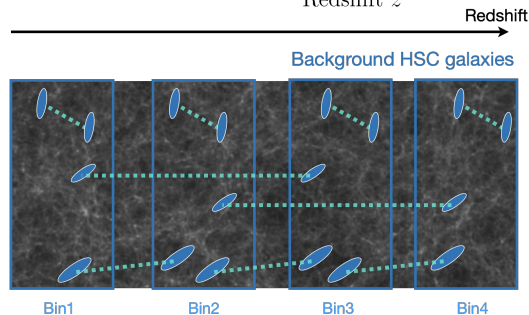 Redshift z
Redshift
Background HSC galaxies
Bin1 Bin2 Bin3 Bin4